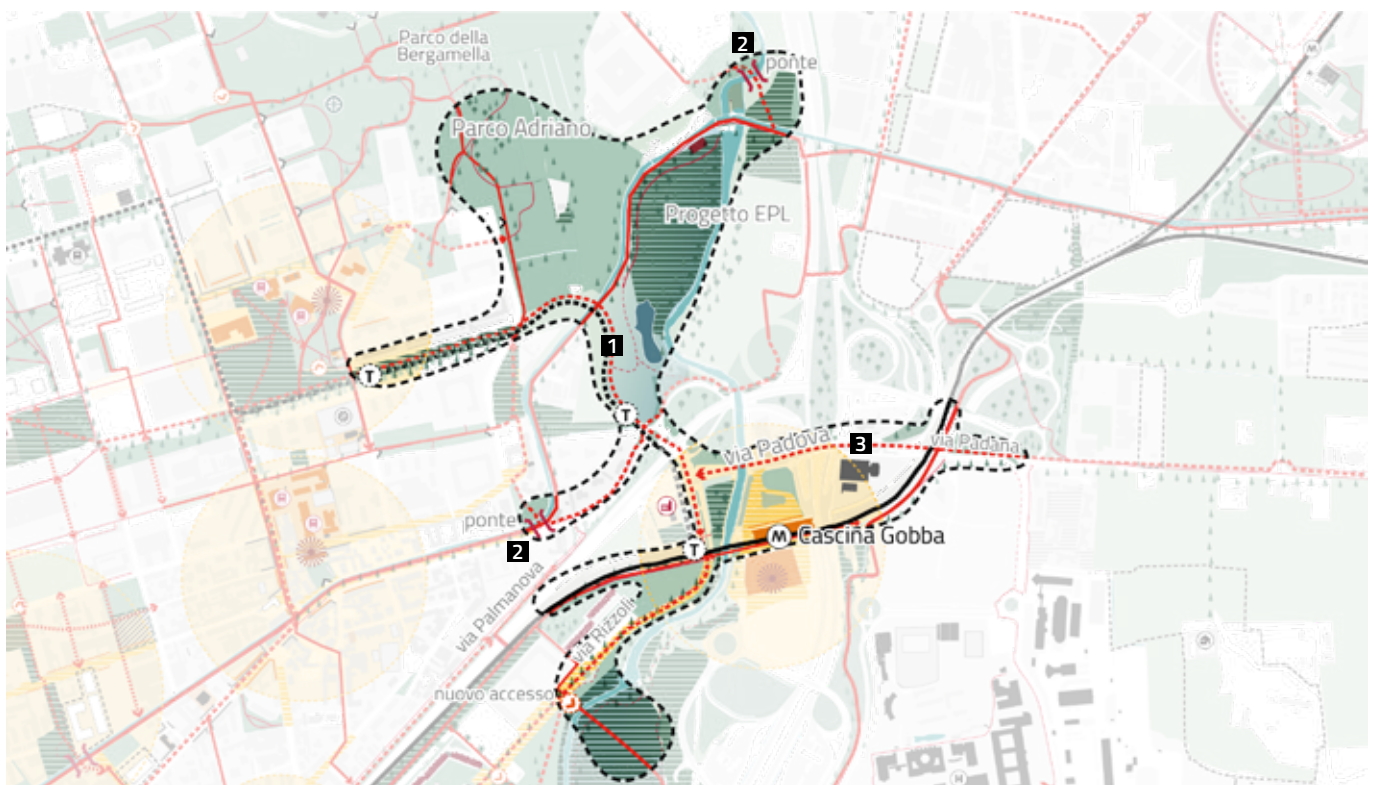 Parco della
Bergamella
2
ponte
M
Parco Adriano
Progetto EPL
1
T
T
via Padova
3
via Padana
ponte
2
T
M Cascina Gobba
via Palmanova
via Rizzoli
nuovo accesso
M